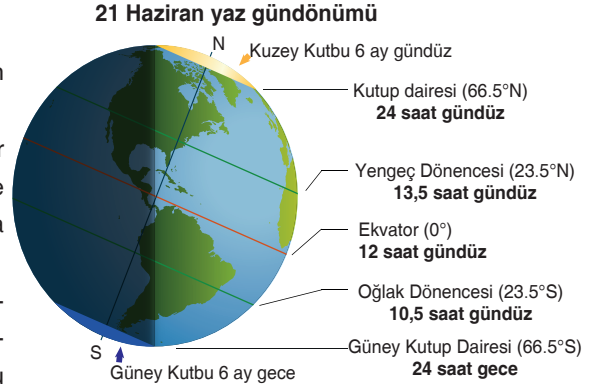 21 Haziran yaz gündönümü
N
Kuzey Kutbu 6 ay gündüz
Kutup dairesi (66.5°N)
24 saat gündüz
Yengeç Dönencesi (23.5°N)
13,5 saat gündüz
Ekvator (0°)
12 saat gündüz
Oğlak Dönencesi (23.5°S)
10,5 saat gündüz
Güney Kutup Dairesi (66.5°S)
24 saat gece
S
Güney Kutbu 6 ay gece